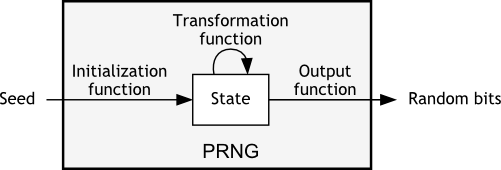 Transformation
function
Initialization
function
Output
function
Seed
State
Random bits
PRNG